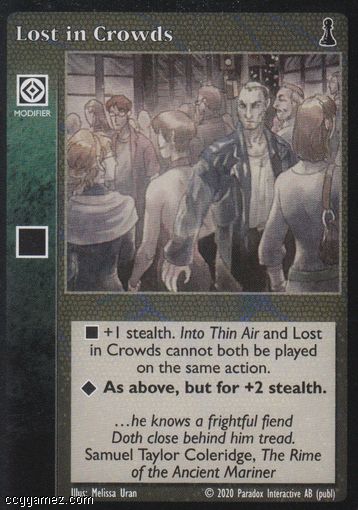 Lost in Crowds
MODIFIER
+1 stealth. Into Thin Air and Lost
in Crowds cannot both be played
on the same action.
As above, but for +2 stealth.
...he knows a frightful fiend
Doth close behind him tread.
Samuel Taylor Coleridge, The Rime
of the Ancient Mariner
Illus: Melissa Uran © 2020 Paradox Interactive AB (publ)
ccggamez.com